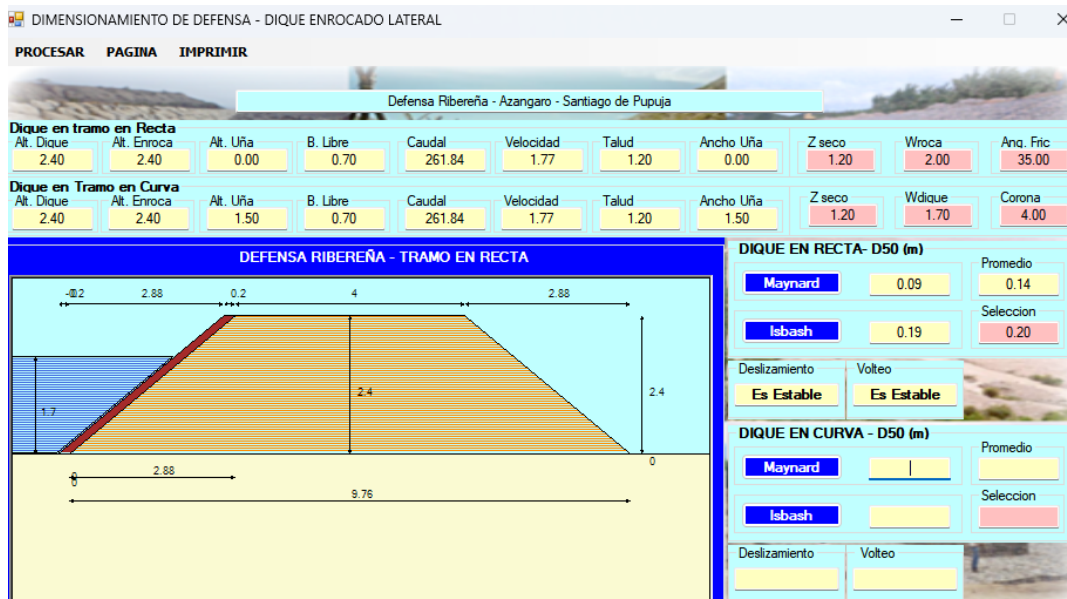 DIMENSIONAMIENTO DE DEFENSA - DIQUE ENROCADO LATERAL
PROCESAR PAGINA IMPRIMIR
Defensa Ribereña - Azangaro - Santiago de Pupuja
Dique en tramo en Recta
Alt. Dique Alt. Enroca Alt. Uña B. Libre Caudal Velocidad Talud Ancho Uña Z seco Wroca Ang. Fric
2.40 2.40 0.00 0.70 261.84 1.77 1.20 0.00 1.20 2.00 35.00
Dique en Tramo en Curva
Alt. Dique Alt. Enroca Alt. Uña B. Libre Caudal Velocidad Talud Ancho Uña Z seco Wdique Corona
2.40 2.40 1.50 0.70 261.84 1.77 1.20 1.50 1.20 1.70 4.00
DEFENSA RIBEREÑA - TRAMO EN RECTA
2.88 0.2 4 2.88
1.7
2.4
2.4
0
2.88
0
9.76
DIQUE EN RECTA- D50 (m)
Promedio
Maynard 0.09 0.14
Seleccion
Isbash 0.19 0.20
Deslizamiento Volteo
Es Estable Es Estable
DIQUE EN CURVA - D50 (m)
Promedio
Maynard
Seleccion
Isbash
Deslizamiento Volteo